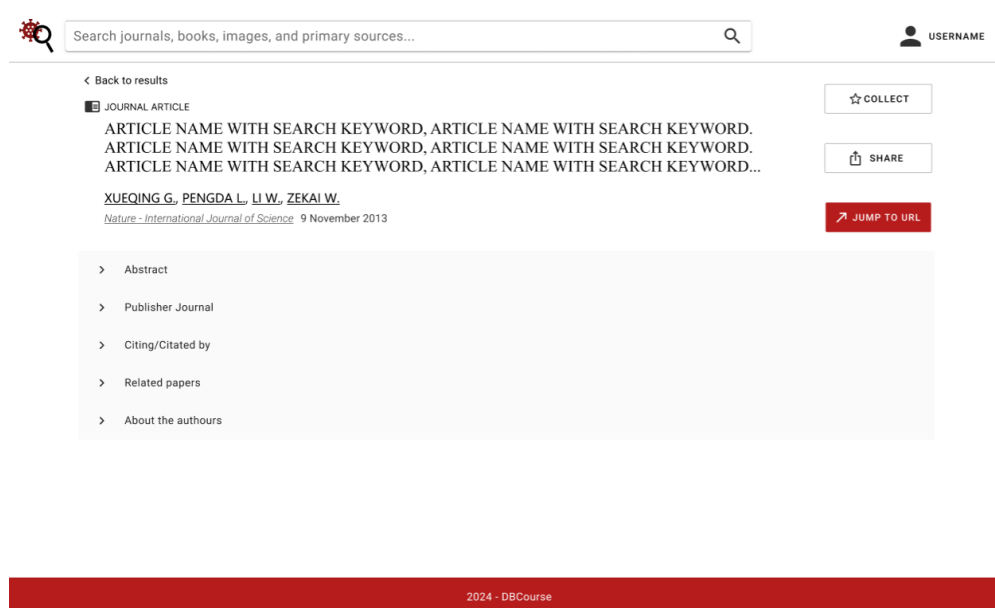 Search journals, books, images, and primary sources...
USERNAME
Back to results
COLLECT
JOURNAL ARTICLE
ARTICLE NAME WITH SEARCH KEYWORD, ARTICLE NAME WITH SEARCH KEYWORD.
ARTICLE NAME WITH SEARCH KEYWORD, ARTICLE NAME WITH SEARCH KEYWORD.
ARTICLE NAME WITH SEARCH KEYWORD, ARTICLE NAME WITH SEARCH KEYWORD...
SHARE
XUEQING G., PENGDA L., LI W., ZEKAI W.
Nature - International Journal of Science 9 November 2013
JUMP TO URL
Abstract
Publisher Journal
Citing/Citated by
Related papers
About the authours
2024 - DBCourse